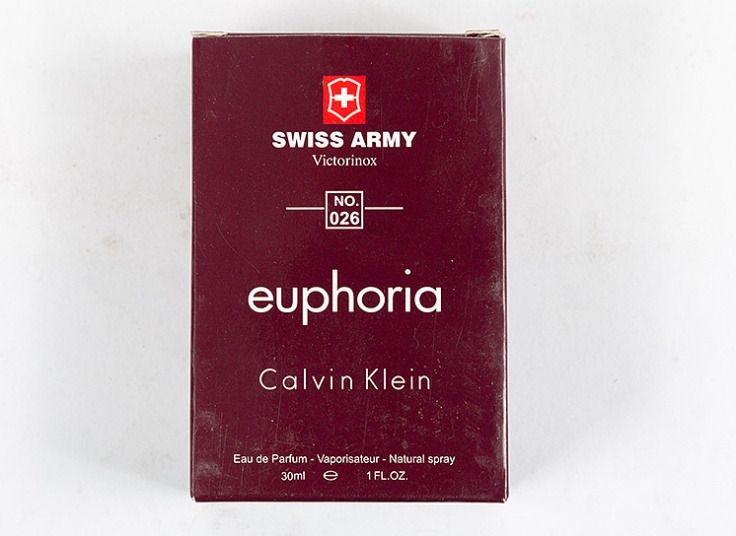 SWISS ARMY
Victorinox
NO.
026
euphoria
Calvin Klein
Eau de Parfum - Vaporisateur - Natural spray
30ml ℮ 1 FL.OZ.